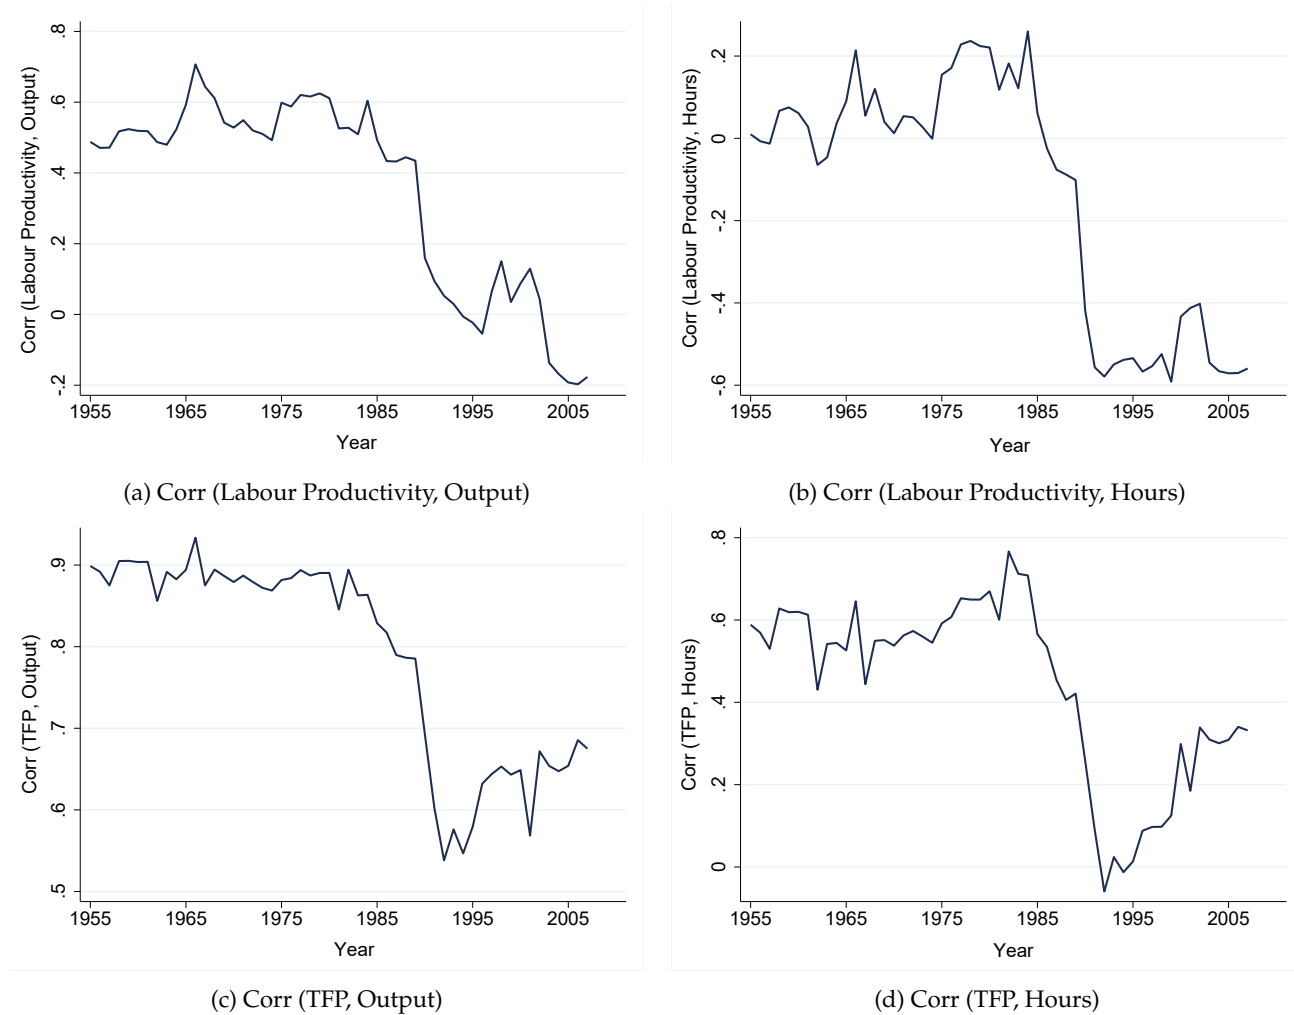 Corr (Labour Productivity, Output)
.8
.6
.4
.2
0
-.2
1955 1965 1975 1985 1995 2005
Year
(a) Corr (Labour Productivity, Output)
Corr (Labour Productivity, Hours)
.2
0
-.2
-.4
-.6
1955 1965 1975 1985 1995 2005
Year
(b) Corr (Labour Productivity, Hours)
Corr (TFP, Output)
.9
.8
.7
.6
.5
1955 1965 1975 1985 1995 2005
Year
(c) Corr (TFP, Output)
Corr (TFP, Hours)
.8
.6
.4
.2
0
1955 1965 1975 1985 1995 2005
Year
(d) Corr (TFP, Hours)